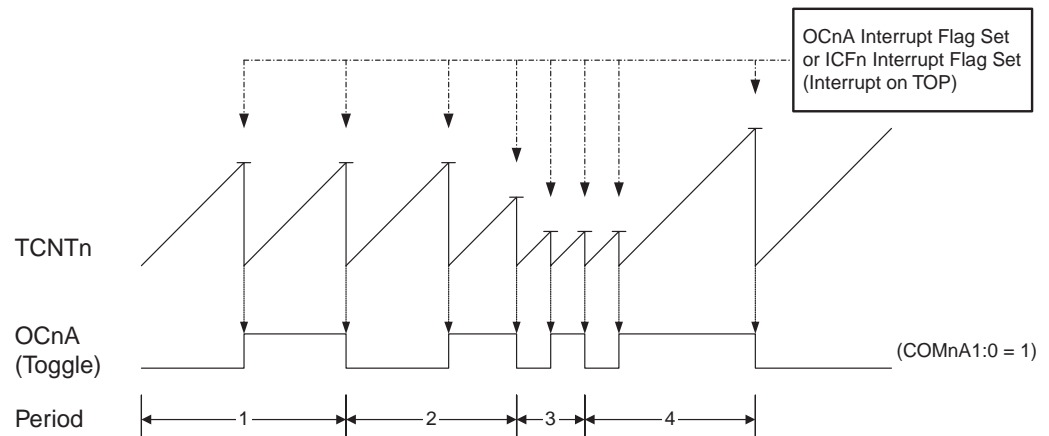 OCnA Interrupt Flag Set
or ICFn Interrupt Flag Set
(Interrupt on TOP)
TCNTn
OCnA
(Toggle)
(COMnA1:0 = 1)
Period
1
2
3
4